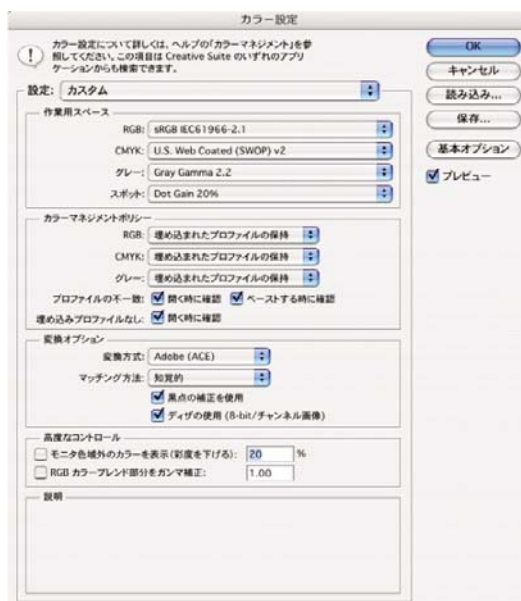 カラー設定
カラー設定について詳しくは、ヘルプの「カラーマネジメント」を参
照してください。この項目は Creative Suite のいずれのアプリ
ケーションからも検索できます。
設定: カスタム
作業用スペース
RGB: sRGB IEC61966-2.1
CMYK: U.S. Web Coated (SWOP) v2
グレー: Gray Gamma 2.2
スポット: Dot Gain 20%
カラーマネジメントポリシー
RGB: 埋め込まれたプロファイルの保持
CMYK: 埋め込まれたプロファイルの保持
グレー: 埋め込まれたプロファイルの保持
プロファイルの不一致: 開く時に確認 ペーストする時に確認
埋め込みプロファイルなし: 開く時に確認
変換オプション
変換方式: Adobe (ACE)
マッチング方法: 知覚的
黒点の補正を使用
ディザの使用 (8-bit/チャンネル画像)
高度なコントロール
モニタ色域外のカラーを表示(彩度を下げる): 20 %
RGB カラーブレンド部分をガンマ補正: 1.00
説明
OK
キャンセル
読み込み...
保存...
基本オプション
プレビュー